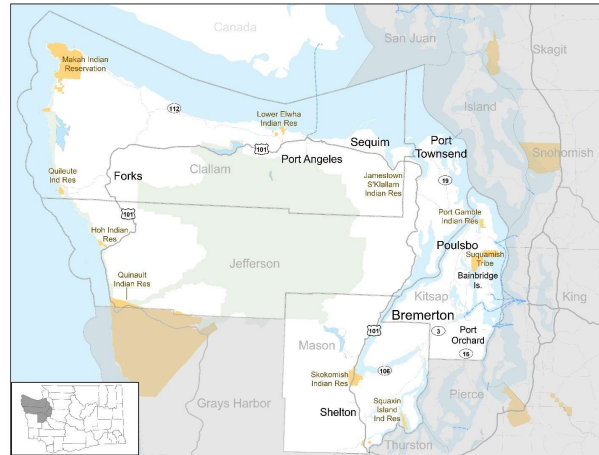 Canada
San Juan
Skagit
Makah Indian
Reservation
112
Island
Lower Elwha
Indian Res
Sequim
Port
Townsend
Snohomish
101
Port Angeles
Clallam
Quileute
Ind Res
Forks
Jamestown
S'Klallam
Indian Res
19
101
Port Gamble
Indian Res
Hoh Indian
Res
Poulsbo
Suquamish
Tribe
Jefferson
Bainbridge
Is.
Quinault
Indian Res
Kitsap
King
Bremerton
101
3
Port
Orchard
Mason
16
106
Skokomish
Indian Res
Pierce
Squaxin
Island
Ind Res
Grays Harbor
Shelton
Thurston